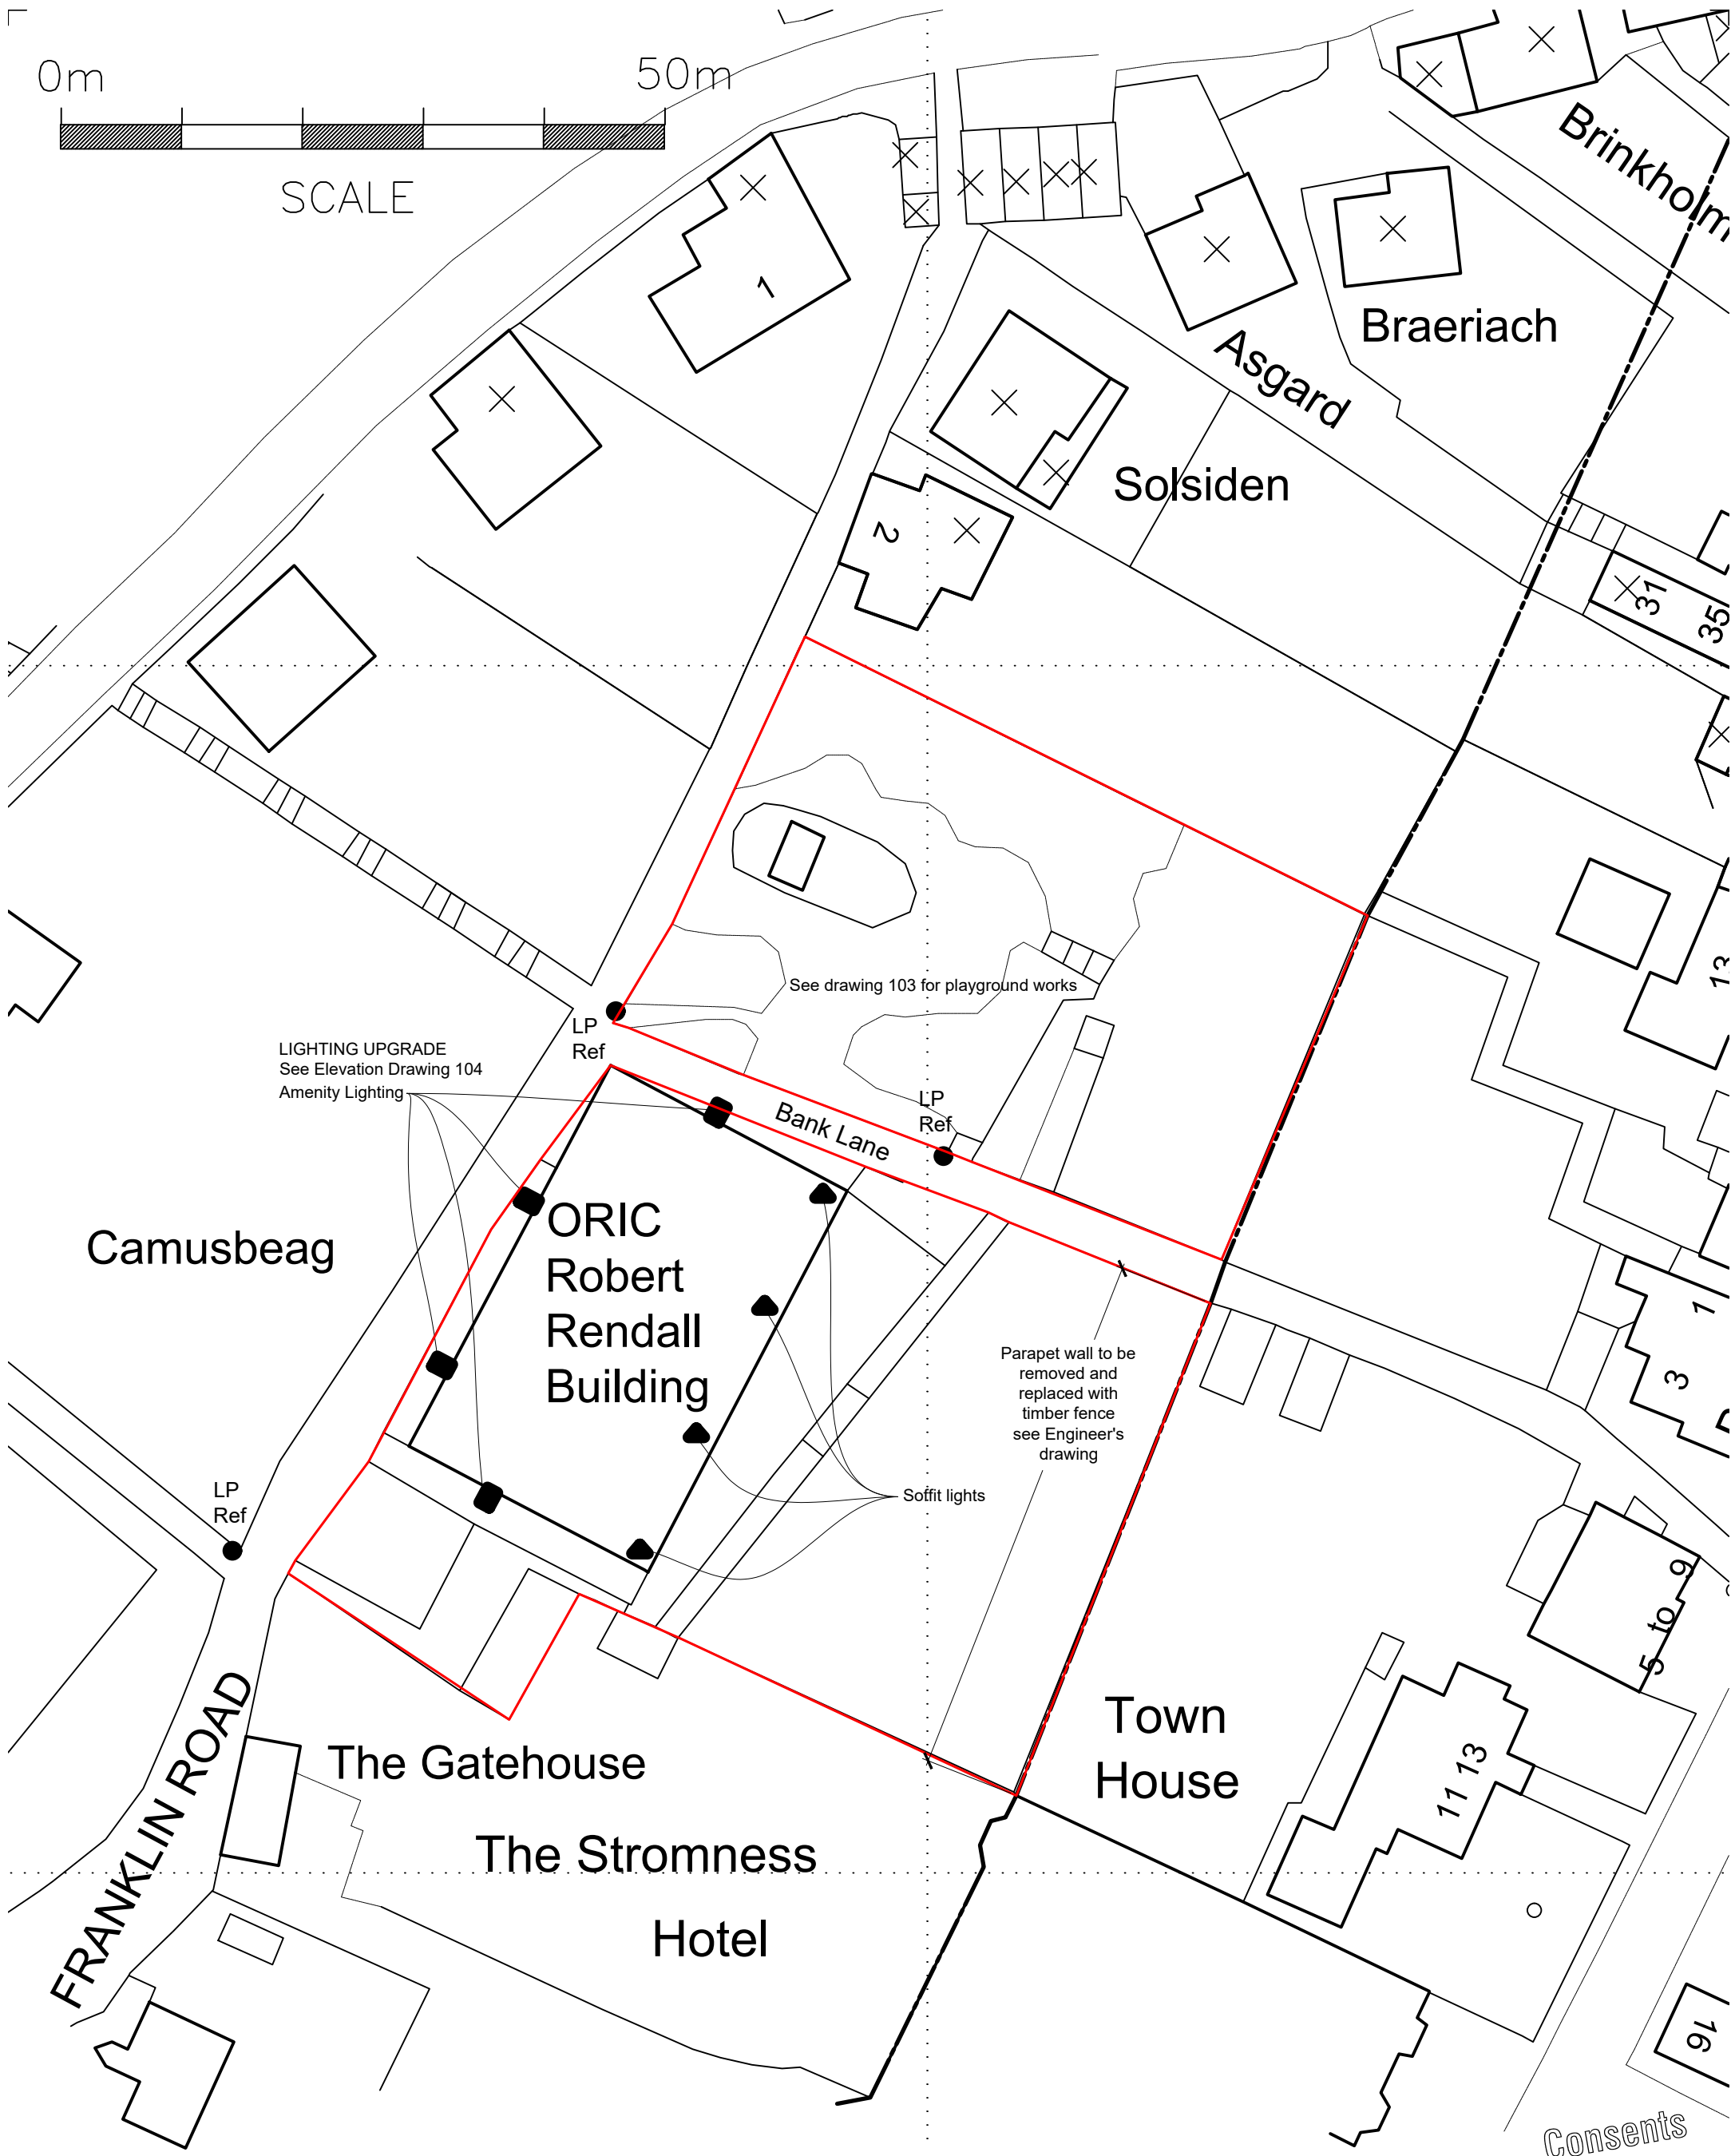 0m
50m
SCALE
Brinkholm
1
Braeriach
Asgard
Solsiden
2
31
35
13
See drawing 103 for playground works
LP
Ref
LIGHTING UPGRADE
See Elevation Drawing 104
Amenity Lighting
LP
Ref
Bank Lane
ORIC
Robert
Rendall
Building
Camusbeag
1
3
Parapet wall to be
removed and
replaced with
timber fence
see Engineer's
drawing
LP
Ref
Soffit lights
5 to 9
FRANKLIN ROAD
Town
House
The Gatehouse
11 13
The Stromness
Hotel
16
Consents